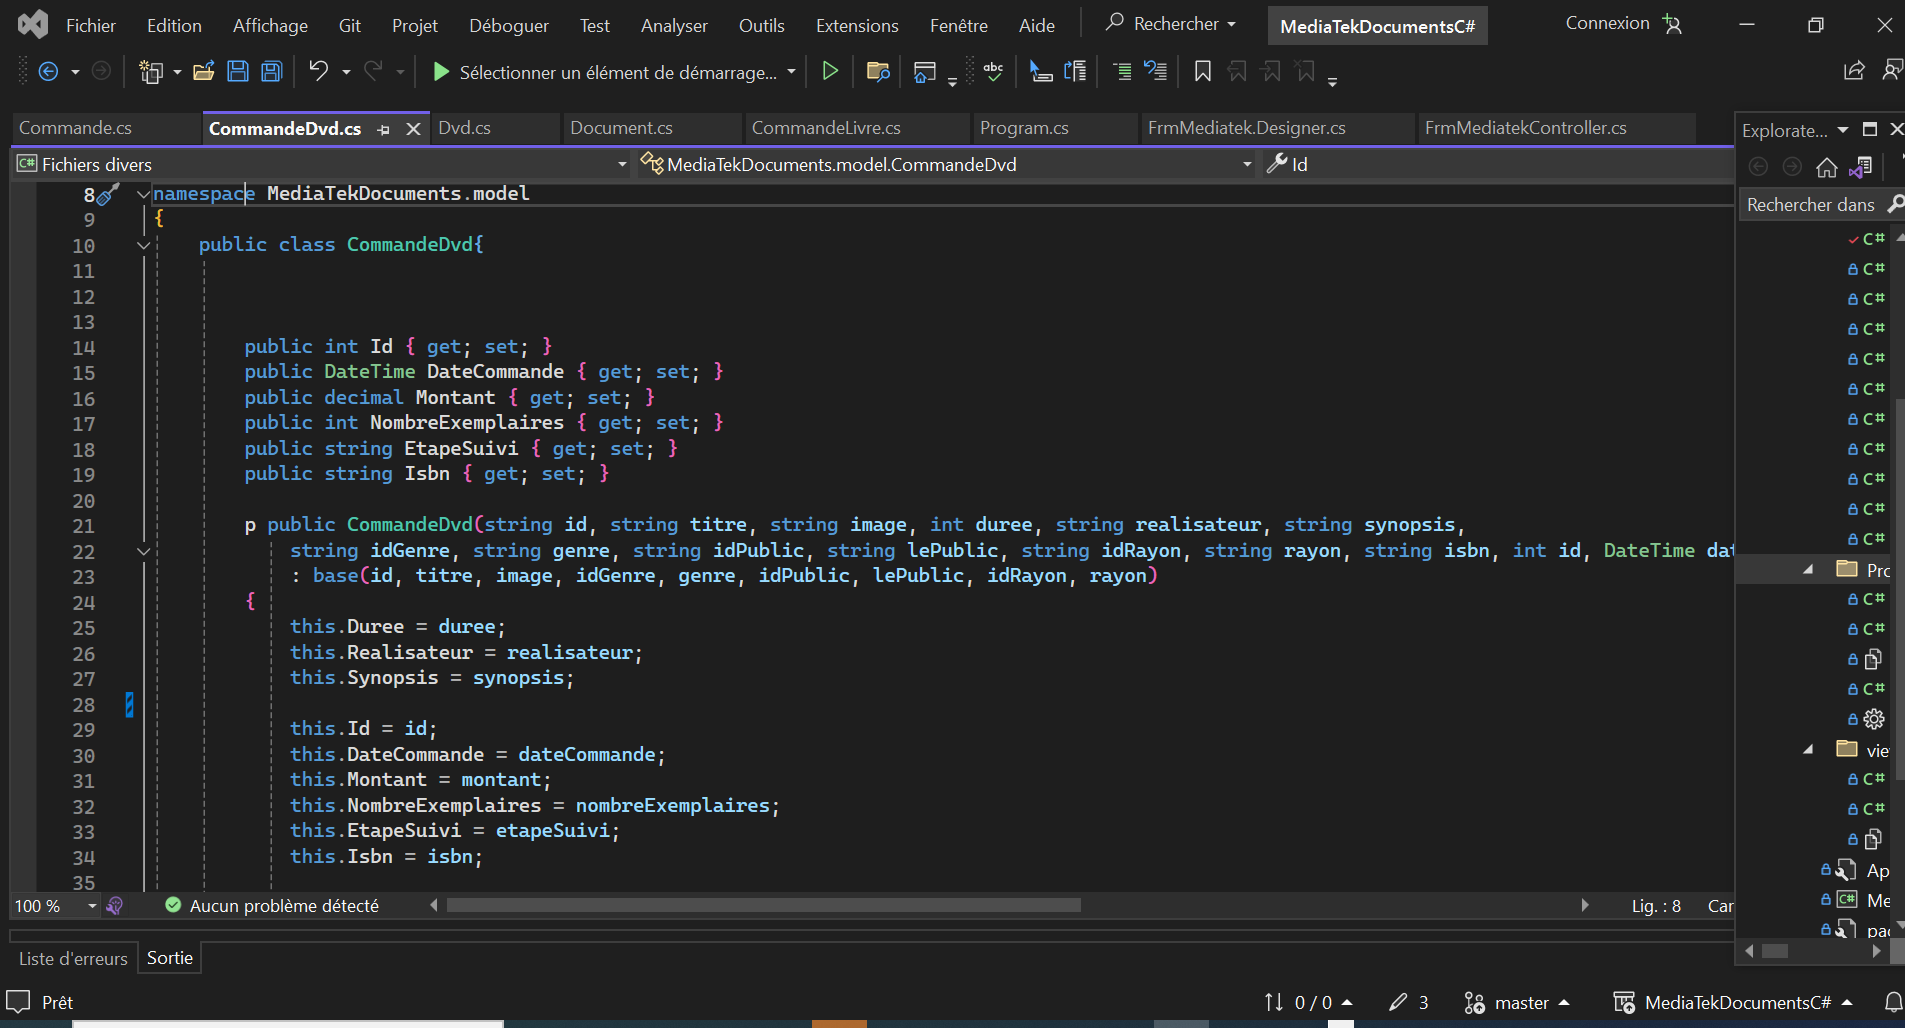 Fichier Edition Affichage Git Projet Déboguer Test Analyser Outils Extensions Fenêtre Aide Rechercher MediaTekDocumentsC# Connexion
Sélectionner un élément de démarrage... abc
Commande.cs CommandeDvd.cs Dvd.cs Document.cs CommandeLivre.cs Program.cs FrmMediatek.Designer.cs FrmMediatekController.cs Explorate...
C# Fichiers divers MediaTekDocuments.model.CommandeDvd Id
Rechercher dans
8 namespace MediaTekDocuments.model
9 {
10 public class CommandeDvd{
11
12
13
14 public int Id { get; set; }
15 public DateTime DateCommande { get; set; }
16 public decimal Montant { get; set; }
17 public int NombreExemplaires { get; set; }
18 public string EtapeSuivi { get; set; }
19 public string Isbn { get; set; }
20
21 p public CommandeDvd(string id, string titre, string image, int duree, string realisateur, string synopsis,
22 string idGenre, string genre, string idPublic, string lePublic, string idRayon, string rayon, string isbn, int id, DateTime dat
23 : base(id, titre, image, idGenre, genre, idPublic, lePublic, idRayon, rayon)
24 {
25 this.Duree = duree;
26 this.Realisateur = realisateur;
27 this.Synopsis = synopsis;
28
29 this.Id = id;
30 this.DateCommande = dateCommande;
31 this.Montant = montant;
32 this.NombreExemplaires = nombreExemplaires;
33 this.EtapeSuivi = etapeSuivi;
34 this.Isbn = isbn;
35
C#
C#
C#
C#
C#
C#
C#
C#
C#
C#
C#
Pro
C#
C#
C#
vie
C#
C#
Ap
C# Me
pac
100 % Aucun problème détecté Lig. : 8 Car
Liste d'erreurs Sortie
Prêt 0 / 0 3 master MediaTekDocumentsC#